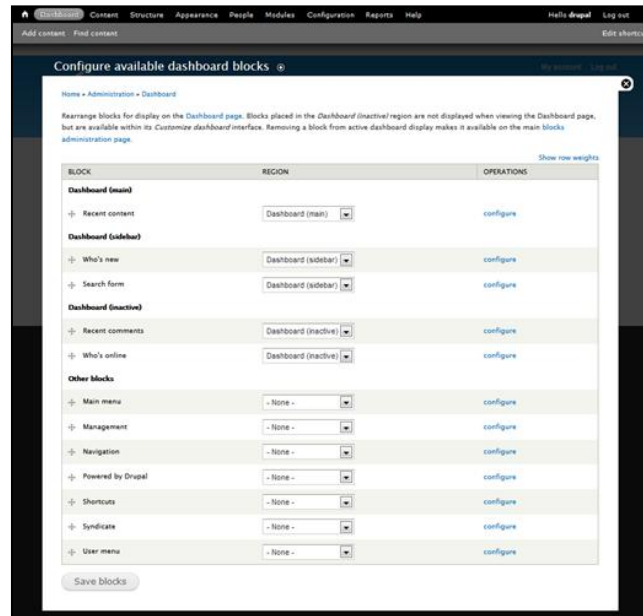 Dashboard Content Structure Appearance People Modules Configuration Reports Help Hello drupal Log out
Add content Find content Edit shortcu
Configure available dashboard blocks My account Log out
Home » Administration » Dashboard
Rearrange blocks for display on the Dashboard page. Blocks placed in the Dashboard (inactive) region are not displayed when viewing the Dashboard page,
but are available within its Customize dashboard interface. Removing a block from active dashboard display makes it available on the main blocks
administration page.
Show row weights
BLOCK REGION OPERATIONS
Dashboard (main)
Recent content Dashboard (main) configure
Dashboard (sidebar)
Who's new Dashboard (sidebar) configure
Search form Dashboard (sidebar) configure
Dashboard (inactive)
Recent comments Dashboard (inactive) configure
Who's online Dashboard (inactive) configure
Other blocks
Main menu - None - configure
Management - None - configure
Navigation - None - configure
Powered by Drupal - None - configure
Shortcuts - None - configure
Syndicate - None - configure
User menu - None - configure
Save blocks